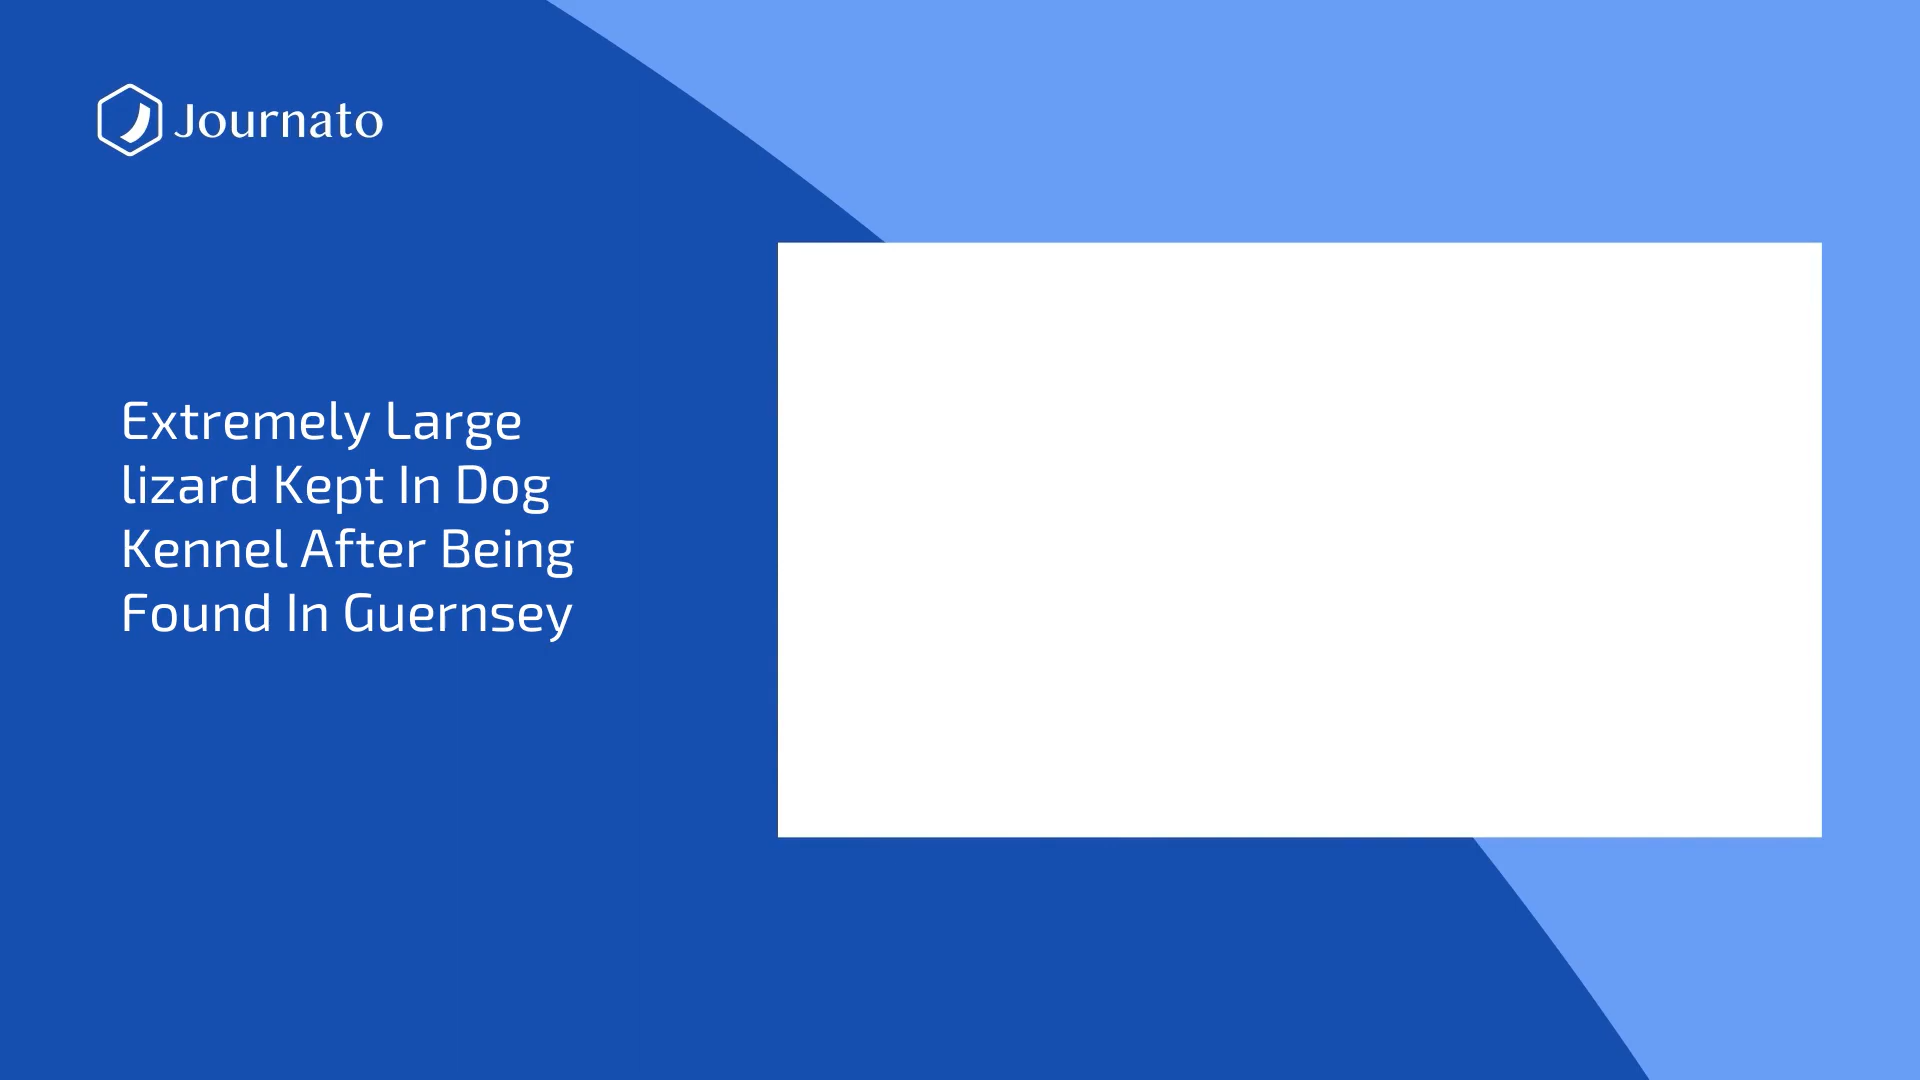 Journato
Extremely Large
lizard Kept In Dog
Kennel After Being
Found In Guernsey